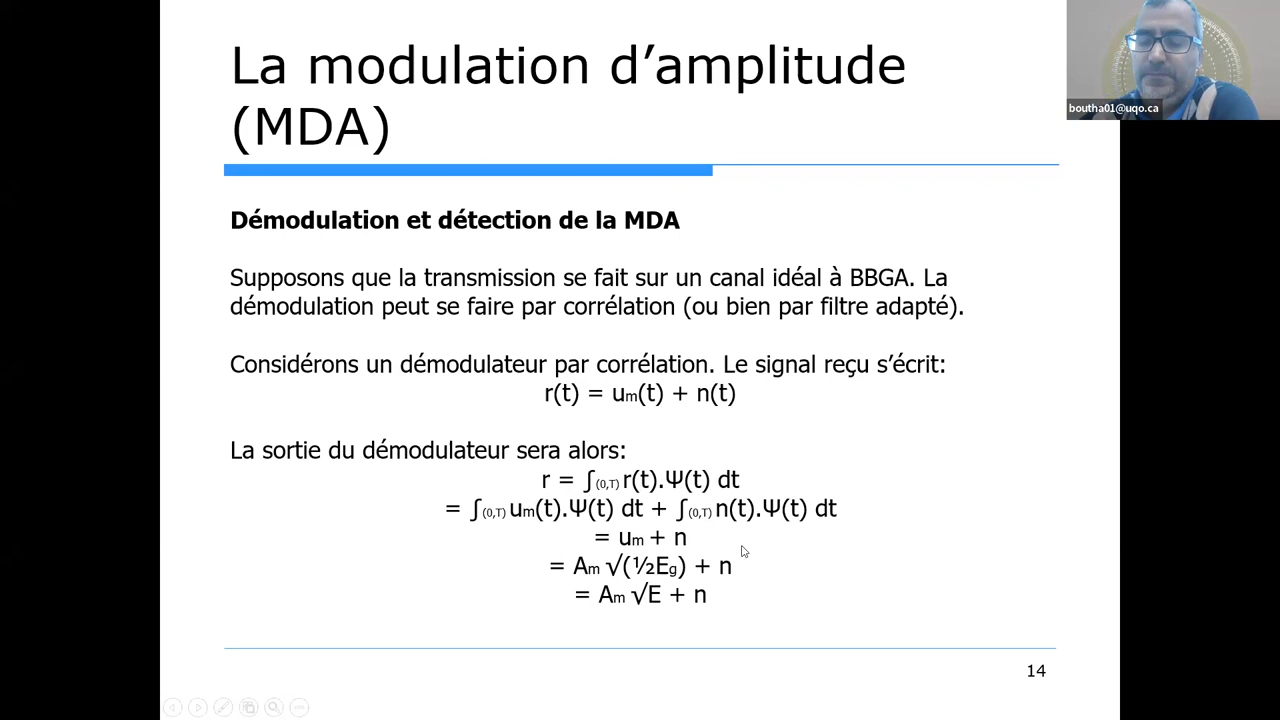 La modulation d’amplitude
(MDA)
boutha01@uqo.ca
Démodulation et détection de la MDA
Supposons que la transmission se fait sur un canal idéal à BBGA. La
démodulation peut se faire par corrélation (ou bien par filtre adapté).
Considérons un démodulateur par corrélation. Le signal reçu s’écrit:
r(t) = um(t) + n(t)
La sortie du démodulateur sera alors:
r = ∫(0,T) r(t).Ψ(t) dt
= ∫(0,T) um(t).Ψ(t) dt + ∫(0,T) n(t).Ψ(t) dt
= um + n
= Am √(½Eg) + n
= Am √E + n
14